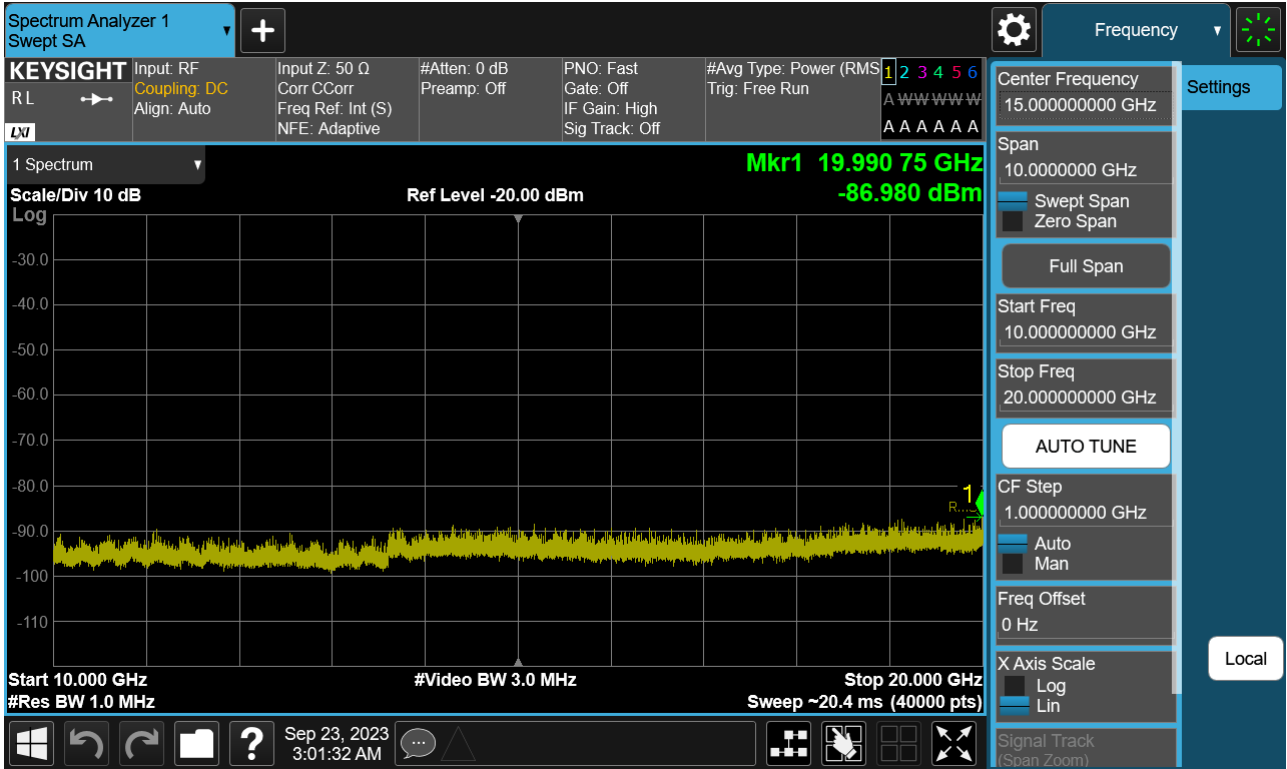 Spectrum Analyzer 1
Swept SA
Frequency
KEYSIGHT
R L
LXI
Input: RF
Coupling: DC
Align: Auto
Input Z: 50 Ω
Corr CCorr
Freq Ref: Int (S)
NFE: Adaptive
#Atten: 0 dB
Preamp: Off
PNO: Fast
Gate: Off
IF Gain: High
Sig Track: Off
#Avg Type: Power (RMS
Trig: Free Run
1 2 3 4 5 6
A W W W W W
A A A A A A
1 Spectrum
Scale/Div 10 dB
Log
Ref Level -20.00 dBm
Mkr1 19.990 75 GHz
-86.980 dBm
-30.0
-40.0
-50.0
-60.0
-70.0
-80.0
-90.0
-100
-110
1
Start 10.000 GHz
#Res BW 1.0 MHz
#Video BW 3.0 MHz
Stop 20.000 GHz
Sweep ~20.4 ms (40000 pts)
Center Frequency
15.000000000 GHz
Span
10.0000000 GHz
Swept Span
Zero Span
Full Span
Start Freq
10.000000000 GHz
Stop Freq
20.000000000 GHz
AUTO TUNE
CF Step
1.000000000 GHz
Auto
Man
Freq Offset
0 Hz
X Axis Scale
Log
Lin
Signal Track
(Span Zoom)
Settings
Local
?
Sep 23, 2023
3:01:32 AM